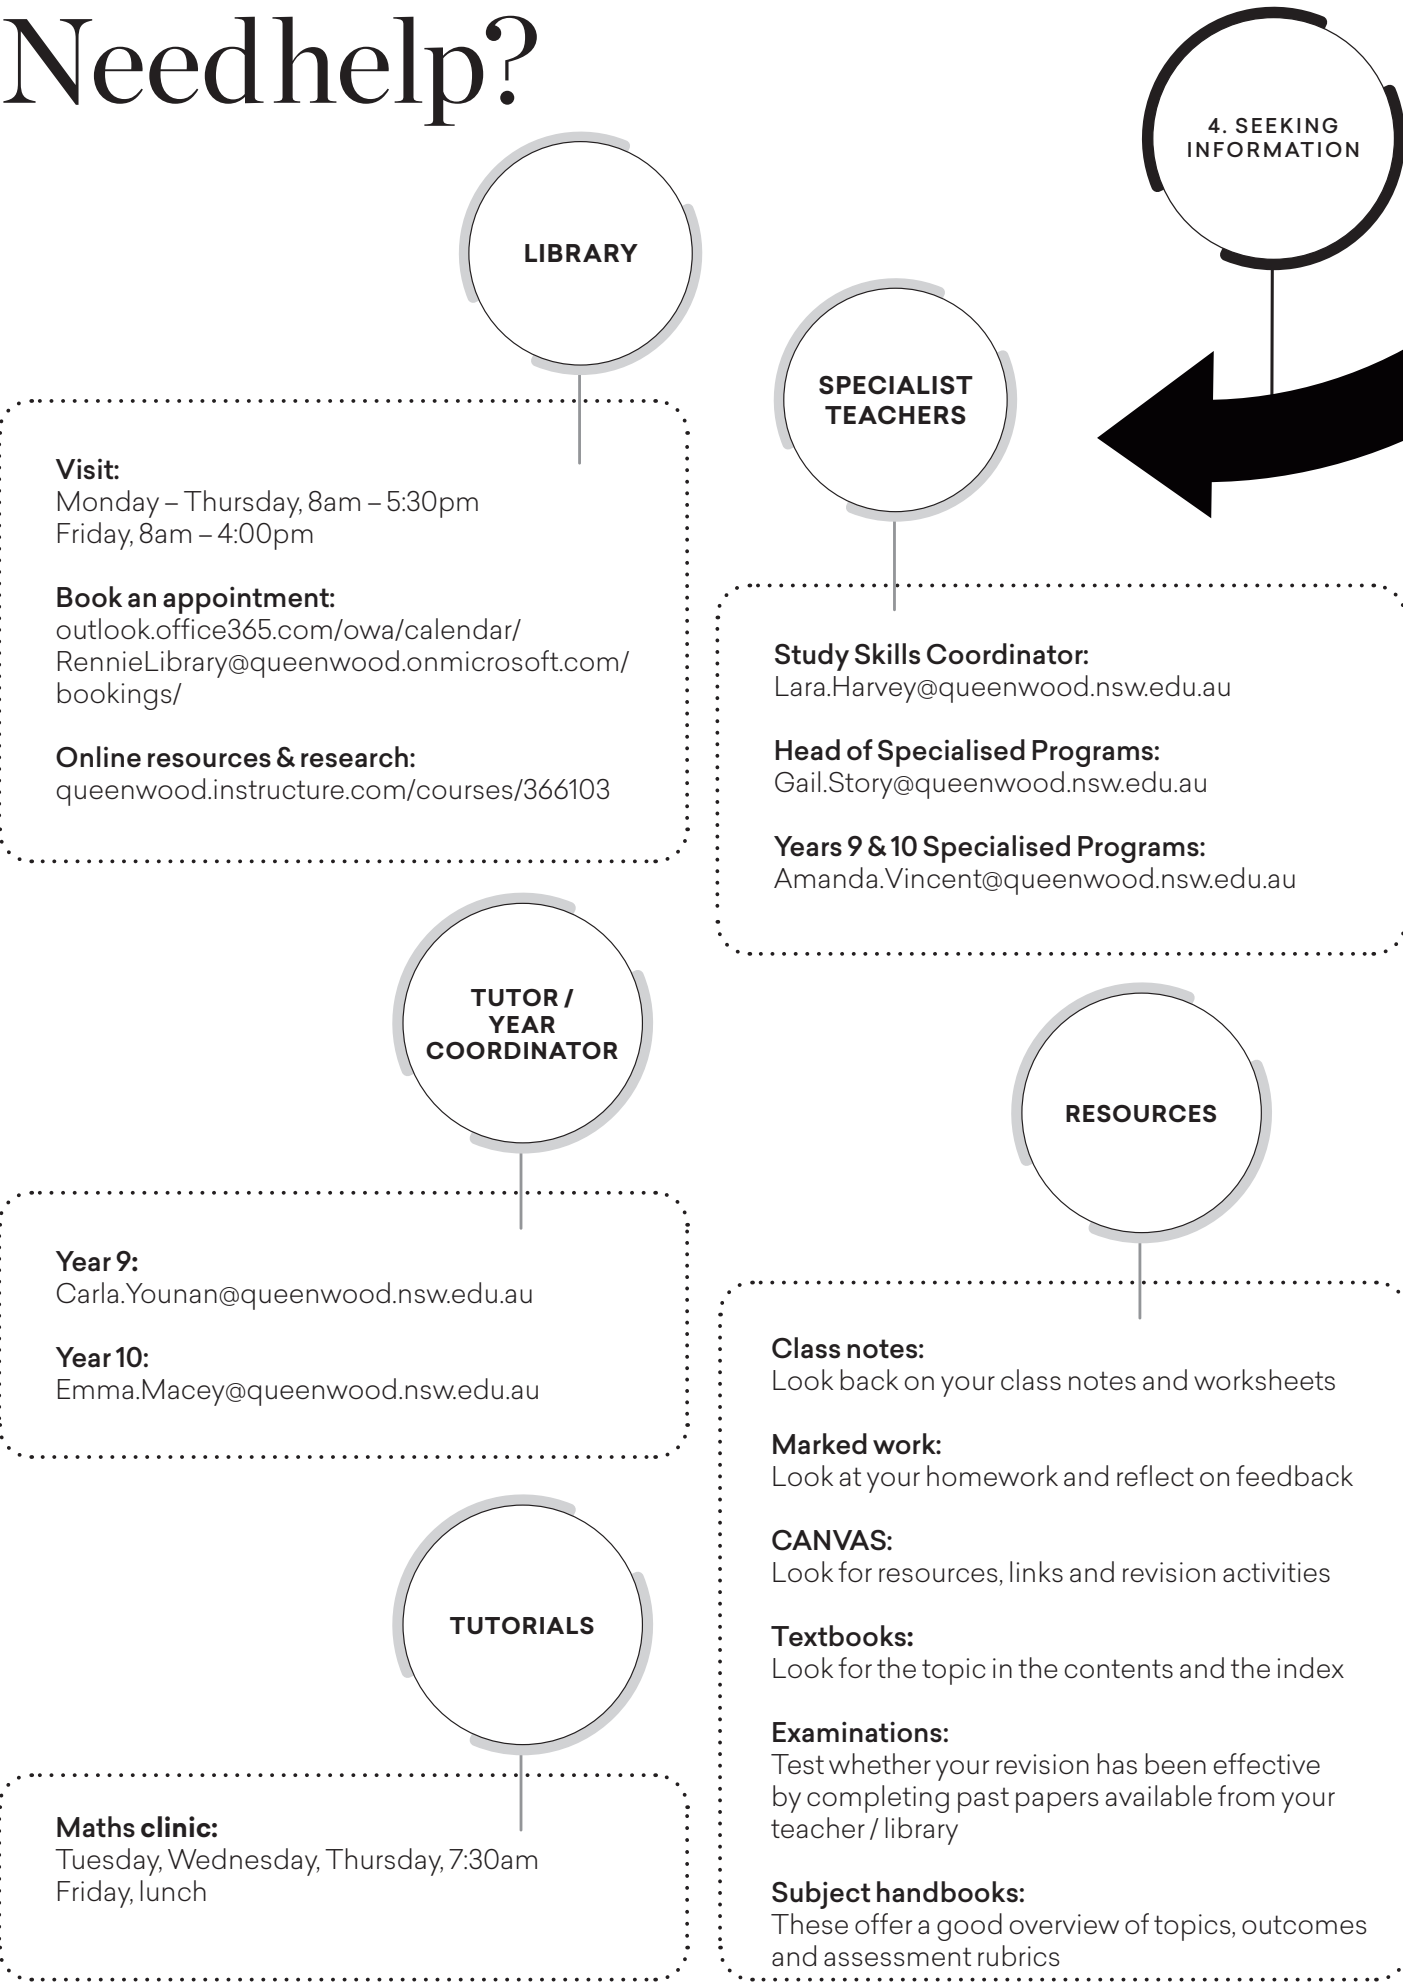 Need help?
4. SEEKING
INFORMATION
LIBRARY
Visit:
Monday – Thursday, 8am – 5:30pm
Friday, 8am – 4:00pm
Book an appointment:
outlook.office365.com/owa/calendar/
RennieLibrary@queenwood.onmicrosoft.com/
bookings/
Online resources & research:
queenwood.instructure.com/courses/366103
SPECIALIST
TEACHERS
Study Skills Coordinator:
Lara.Harvey@queenwood.nsw.edu.au
Head of Specialised Programs:
Gail.Story@queenwood.nsw.edu.au
Years 9 & 10 Specialised Programs:
Amanda.Vincent@queenwood.nsw.edu.au
TUTOR /
YEAR
COORDINATOR
Year 9:
Carla.Younan@queenwood.nsw.edu.au
Year 10:
Emma.Macey@queenwood.nsw.edu.au
RESOURCES
Class notes:
Look back on your class notes and worksheets
Marked work:
Look at your homework and reflect on feedback
CANVAS:
Look for resources, links and revision activities
Textbooks:
Look for the topic in the contents and the index
Examinations:
Test whether your revision has been effective
by completing past papers available from your
teacher / library
Subject handbooks:
These offer a good overview of topics, outcomes
and assessment rubrics
TUTORIALS
Maths clinic:
Tuesday, Wednesday, Thursday, 7:30am
Friday, lunch